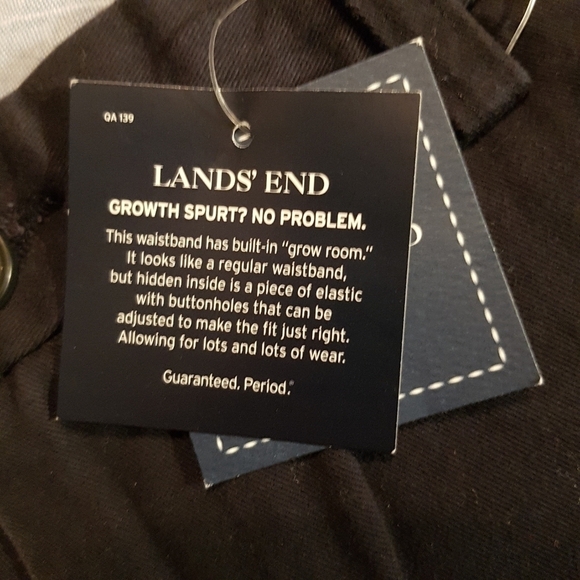 QA 139
LANDS' END
GROWTH SPURT? NO PROBLEM.
This waistband has built-in "grow room."
It looks like a regular waistband,
but hidden inside is a piece of elastic
with buttonholes that can be
adjusted to make the fit just right.
Allowing for lots and lots of wear.
Guaranteed. Period.®